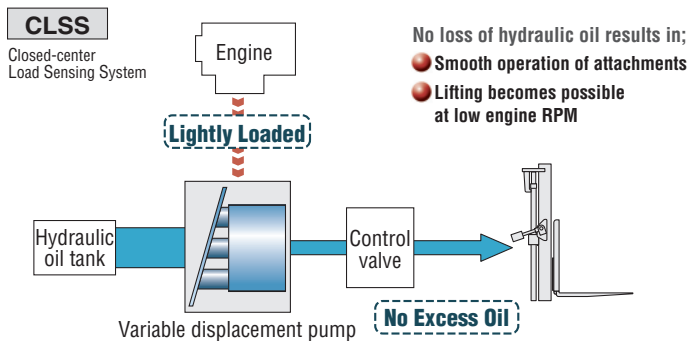 CLSS
Closed-center
Load Sensing System
Engine
No loss of hydraulic oil results in;
Smooth operation of attachments
Lifting becomes possible
at low engine RPM
Lightly Loaded
Hydraulic
oil tank
Control
valve
No Excess Oil
Variable displacement pump